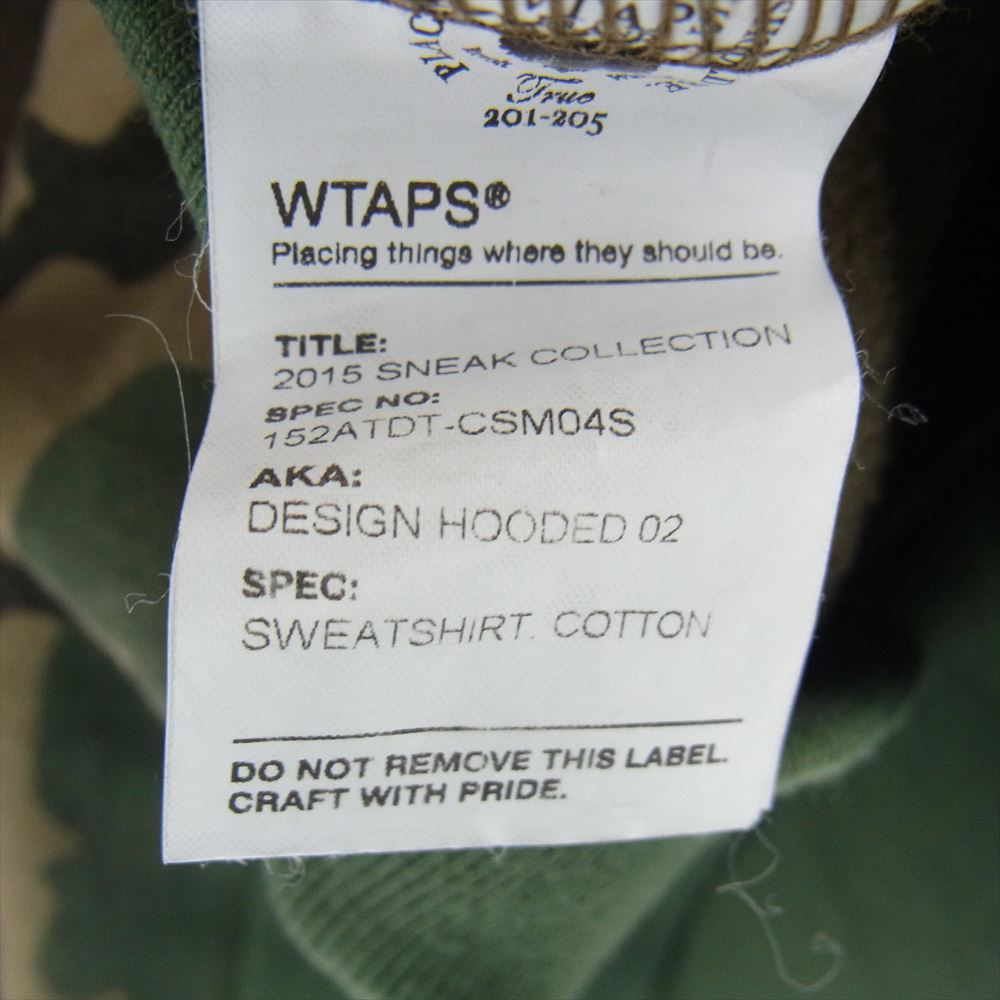 True
201-205
WTAPS®
Placing things where they should be.
TITLE:
2015 SNEAK COLLECTION
SPEC NO:
152ATDT-CSM04S
AKA:
DESIGN HOODED 02
SPEC:
SWEATSHIRT. COTTON
DO NOT REMOVE THIS LABEL.
CRAFT WITH PRIDE.